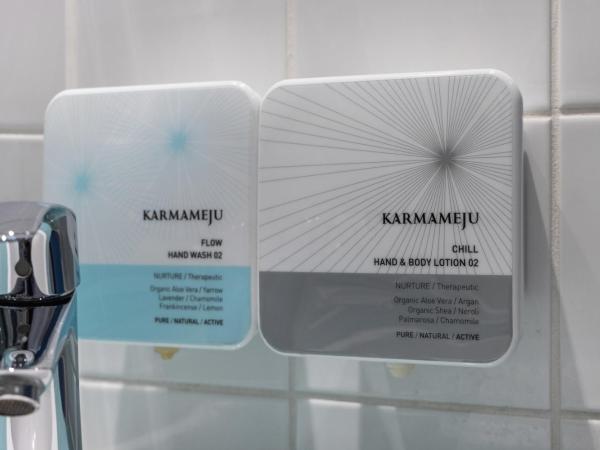 KARMAMEJU
FLOW
HAND WASH 02
NURTURE / Therapeutic
Organic Aloe Vera / Yarrow
Lavender / Chamomile
Frankincense / Lemon
PURE / NATURAL / ACTIVE
KARMAMEJU
CHILL
HAND & BODY LOTION 02
NURTURE / Therapeutic
Organic Aloe Vera / Argan
Organic Shea / Neroli
Palmarosa / Chamomile
PURE / NATURAL / ACTIVE